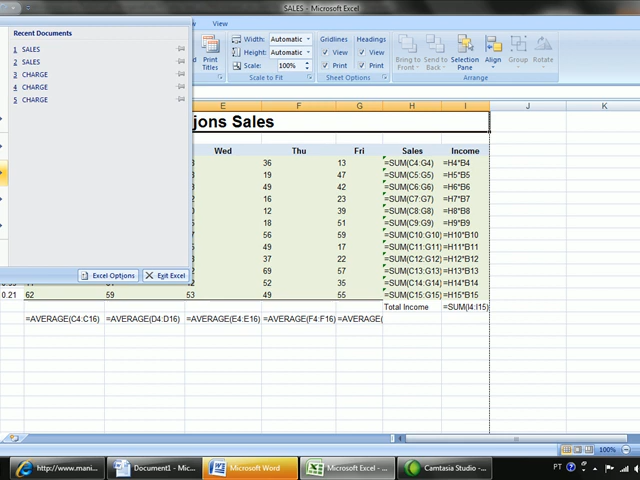 SALES - Microsoft Excel
View
Recent Documents
1 SALES
2 SALES
3 CHARGE
4 CHARGE
5 CHARGE
Excel Options
Exit Excel
Print Titles
Width: Automatic
Height: Automatic
Scale: 100%
Scale to Fit
Gridlines Headings
View View
Print Print
Sheet Options
Bring to Front
Send to Back
Selection Pane
Align
Group
Rotate
Arrange
E F G H I J K
jons Sales
Wed Thu Fri Sales Income
36 13 =SUM(C4:G4) =H4*B4
19 47 =SUM(C5:G5) =H5*B5
49 42 =SUM(C6:G6) =H6*B6
16 23 =SUM(C7:G7) =H7*B7
12 39 =SUM(C8:G8) =H8*B8
18 51 =SUM(C9:G9) =H9*B9
56 59 =SUM(C10:G10) =H10*B10
49 17 =SUM(C11:G11) =H11*B11
37 22 =SUM(C12:G12) =H12*B12
69 57 =SUM(C13:G13) =H13*B13
52 35 =SUM(C14:G14) =H14*B14
0.21 62 59 53 49 55 =SUM(C15:G15) =H15*B15
Total Income =SUM(I4:I15)
=AVERAGE(C4:C16) =AVERAGE(D4:D16) =AVERAGE(E4:E16) =AVERAGE(F4:F16) =AVERAGE(
100%
http://www.mani...
Document1 - Mic...
Microsoft Word
Microsoft Excel - ...
Camtasia Studio -...
PT